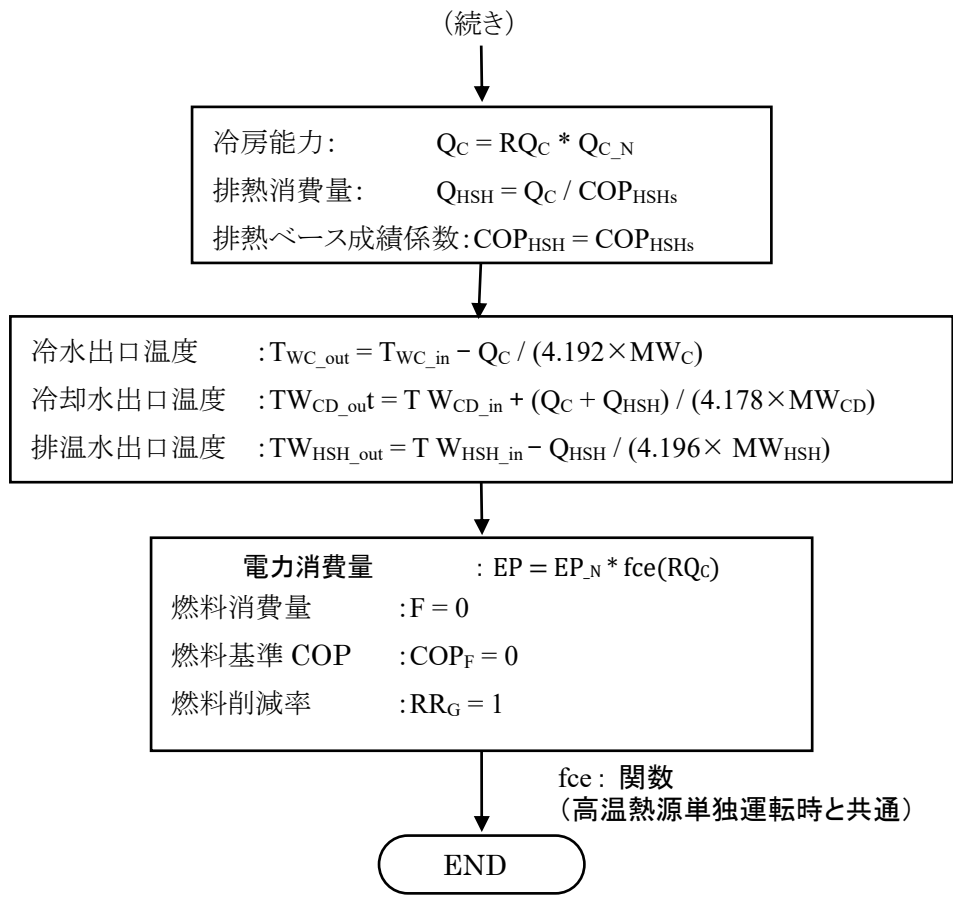 （続き）
冷房能力： Q_C = RQ_C * Q_C_N
排熱消費量： Q_HSH = Q_C / COP_HSHs
排熱ベース成績係数：COP_HSH = COP_HSHs
冷水出口温度 ：T_WC_out = T_WC_in − Q_C / (4.192×MW_C)
冷却水出口温度 ：TW_CD_out = T W_CD_in + (Q_C + Q_HSH) / (4.178×MW_CD)
排温水出口温度 ：TW_HSH_out = T W_HSH_in − Q_HSH / (4.196× MW_HSH)
電力消費量 ：EP = EP_N * fce(RQ_C)
燃料消費量 ：F = 0
燃料基準 COP ：COP_F = 0
燃料削減率 ：RR_G = 1
fce： 関数
（高温熱源単独運転時と共通）
END